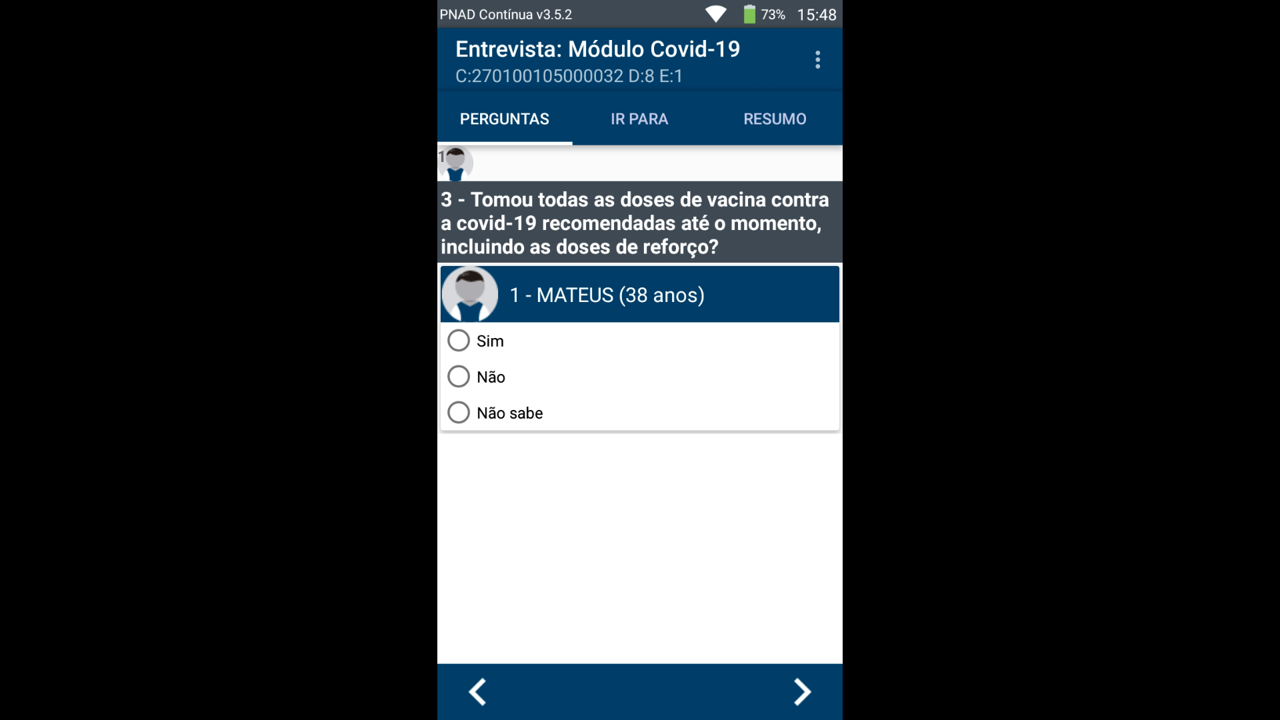 PNAD Contínua v3.5.2 73% 15:48
Entrevista: Módulo Covid-19
C:270100105000032 D:8 E:1
PERGUNTAS IR PARA RESUMO
1
3 - Tomou todas as doses de vacina contra
a covid-19 recomendadas até o momento,
incluindo as doses de reforço?
1 - MATEUS (38 anos)
Sim
Não
Não sabe